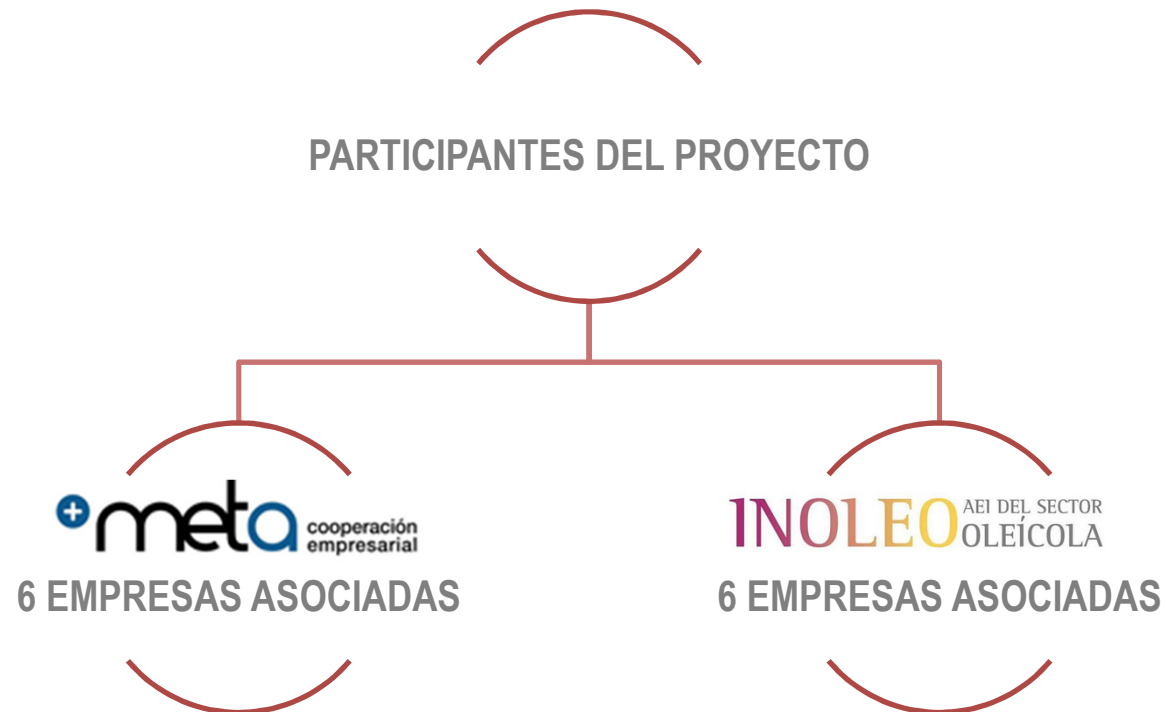 PARTICIPANTES DEL PROYECTO
+meta cooperación
empresarial
6 EMPRESAS ASOCIADAS
INOLEO AEI DEL SECTOR
OLEÍCOLA
6 EMPRESAS ASOCIADAS